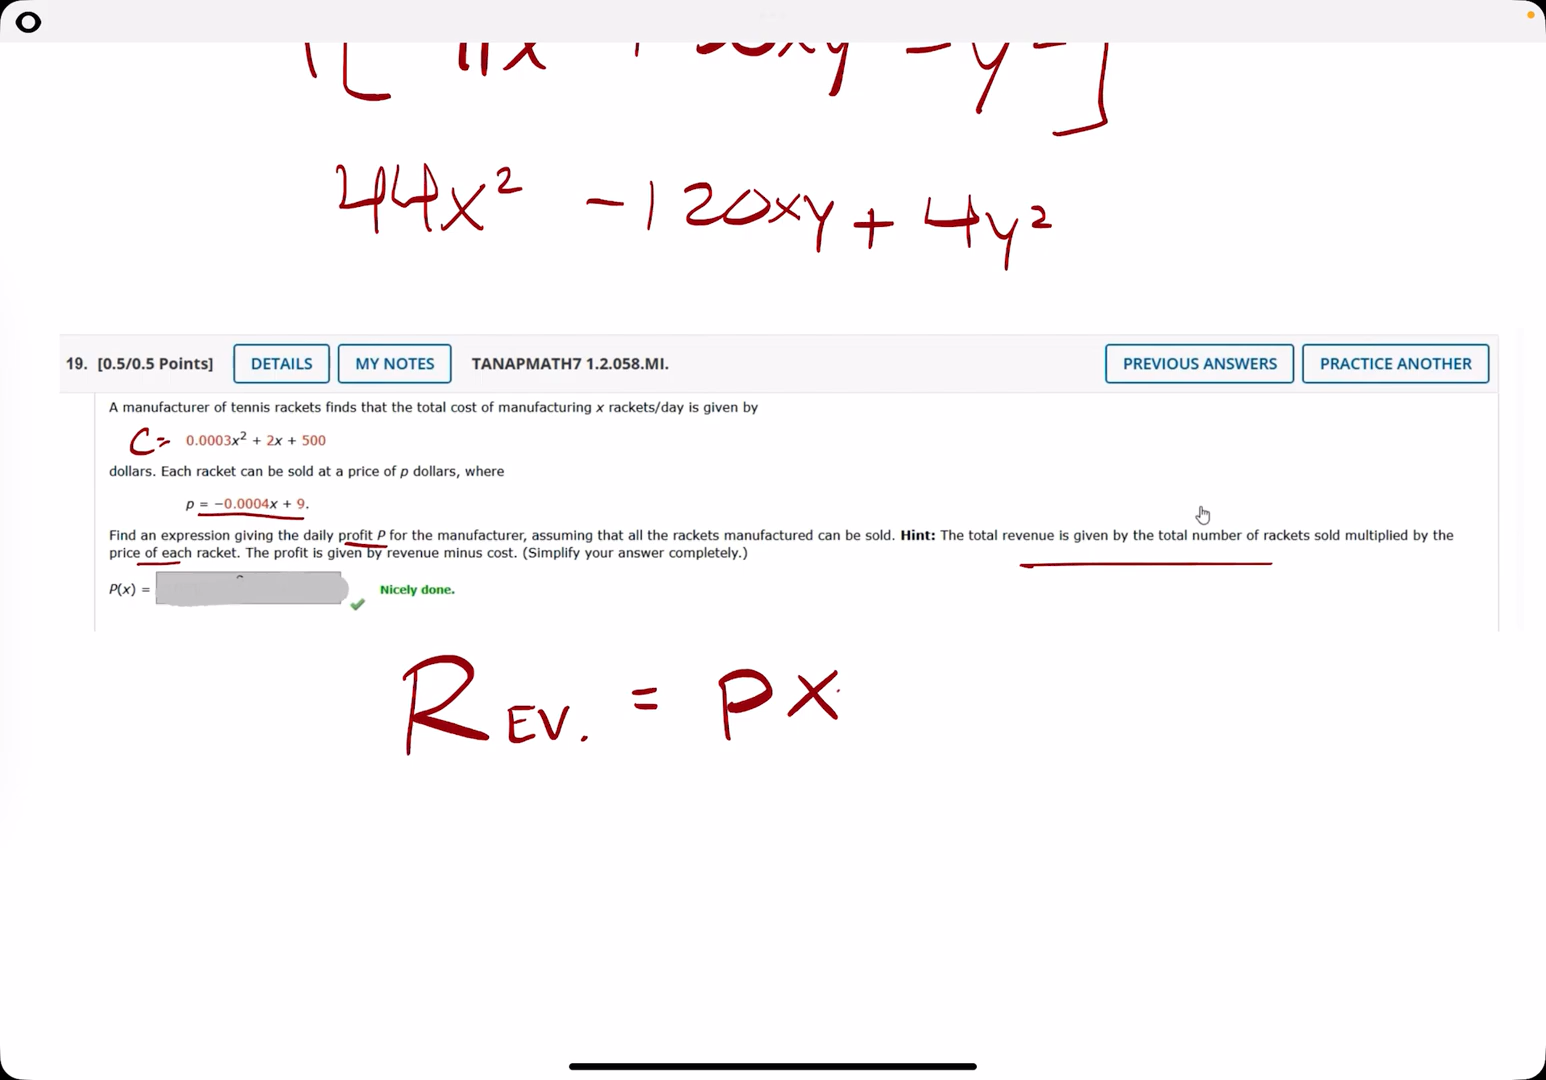 44x² - 120xy + 4y²
19. [0.5/0.5 Points] DETAILS MY NOTES TANAPMATH7 1.2.058.MI. PREVIOUS ANSWERS PRACTICE ANOTHER
A manufacturer of tennis rackets finds that the total cost of manufacturing x rackets/day is given by
C= 0.0003x² + 2x + 500
dollars. Each racket can be sold at a price of p dollars, where
p = −0.0004x + 9.
Find an expression giving the daily profit P for the manufacturer, assuming that all the rackets manufactured can be sold. Hint: The total revenue is given by the total number of rackets sold multiplied by the
price of each racket. The profit is given by revenue minus cost. (Simplify your answer completely.)
P(x) = Nicely done.
REV. = PX